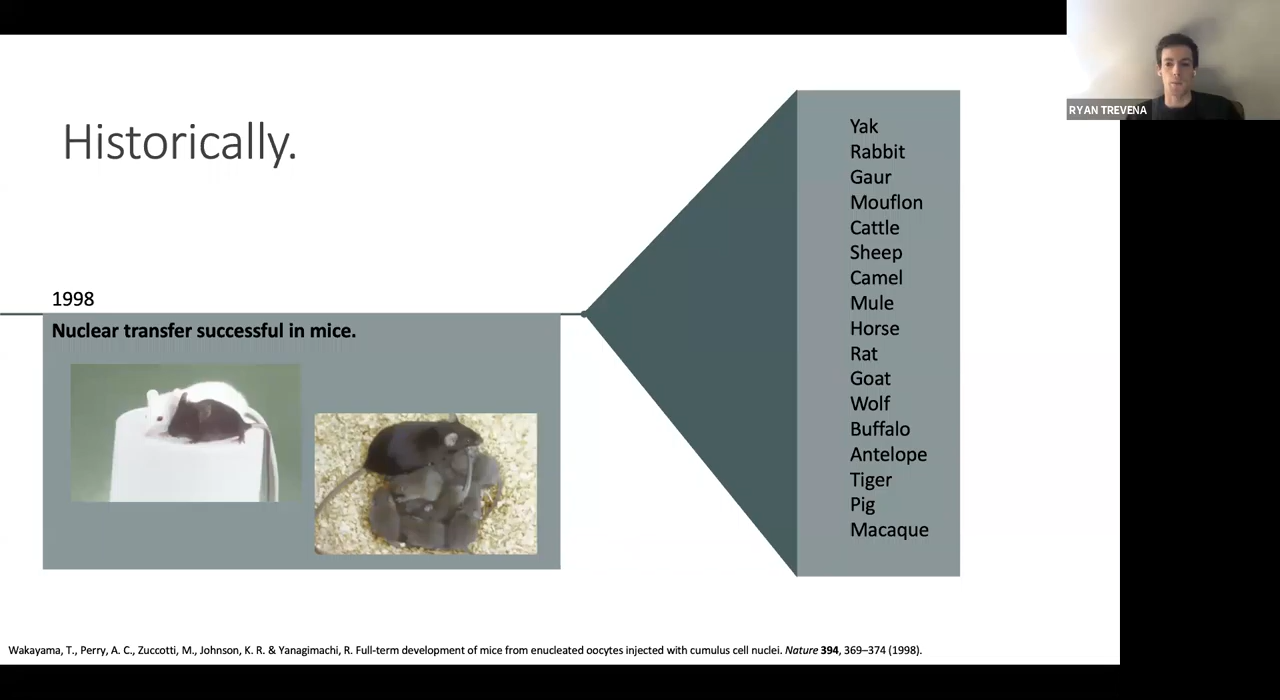 RYAN TREVENA
Historically.
1998
Nuclear transfer successful in mice.
Yak
Rabbit
Gaur
Mouflon
Cattle
Sheep
Camel
Mule
Horse
Rat
Goat
Wolf
Buffalo
Antelope
Tiger
Pig
Macaque
Wakayama, T., Perry, A. C., Zuccotti, M., Johnson, K. R. & Yanagimachi, R. Full-term development of mice from enucleated oocytes injected with cumulus cell nuclei. Nature 394, 369–374 (1998).